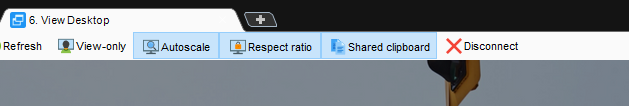 6. View Desktop
Refresh View-only Autoscale Respect ratio Shared clipboard Disconnect